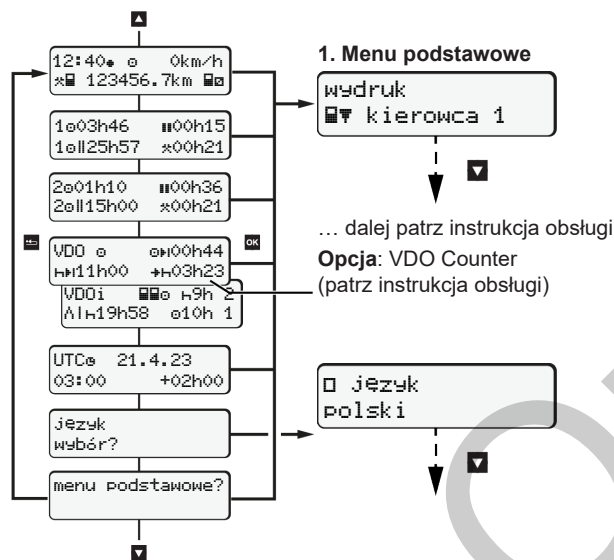 12:40 0km/h
123456.7km
1 03h46 00h15
1 25h57 00h21
2 01h10 00h36
2 15h00 00h21
VDO 00h44
11h00 03h23
VDOi 9h 2
19h58 10h 1
UTC 21.4.23
03:00 +02h00
język
wybór?
menu podstawowe?
OK
1. Menu podstawowe
wydruk
kierowca 1
… dalej patrz instrukcja obsługi
Opcja: VDO Counter
(patrz instrukcja obsługi)
język
polski